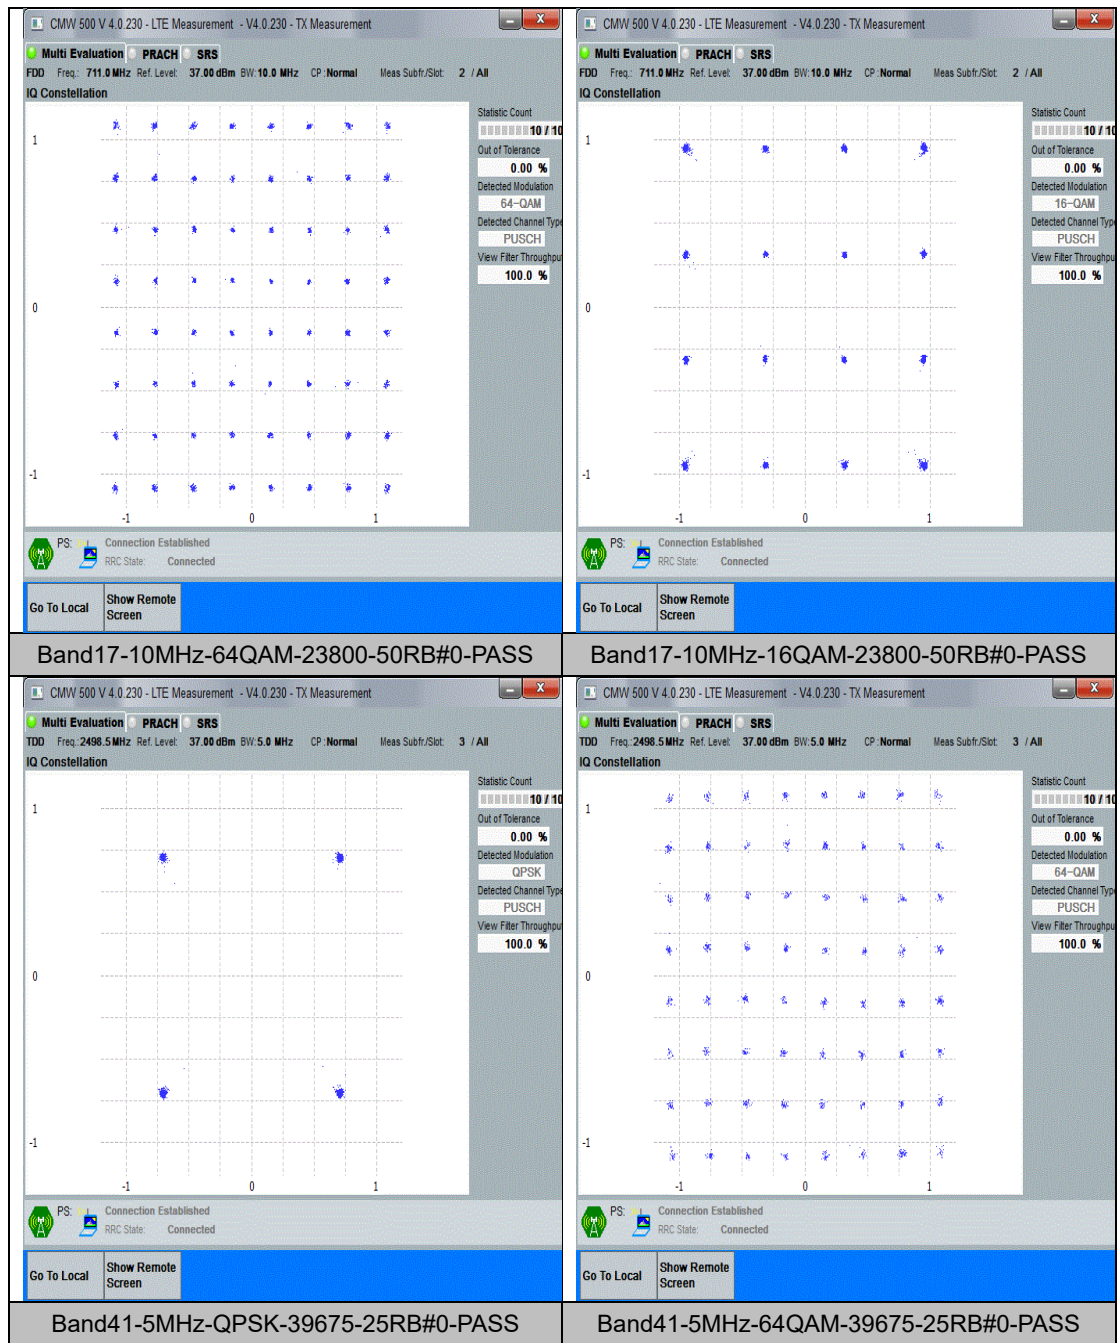 CMW 500 V 4.0.230 - LTE Measurement - V4.0.230 - TX Measurement
Multi Evaluation PRACH SRS
FDD Freq.: 711.0 MHz Ref. Level: 37.00 dBm BW: 10.0 MHz CP : Normal Meas Subfr./Slot: 2 / All
IQ Constellation
Statistic Count
10 / 10
Out of Tolerance
0.00 %
Detected Modulation
64-QAM
Detected Channel Type
PUSCH
View Filter Throughput
100.0 %
1
0
-1
-1 0 1
PS: Connection Established
RRC State: Connected
Go To Local
Show Remote
Screen
Band17-10MHz-64QAM-23800-50RB#0-PASS
CMW 500 V 4.0.230 - LTE Measurement - V4.0.230 - TX Measurement
Multi Evaluation PRACH SRS
FDD Freq.: 711.0 MHz Ref. Level: 37.00 dBm BW: 10.0 MHz CP : Normal Meas Subfr./Slot: 2 / All
IQ Constellation
Statistic Count
10 / 10
Out of Tolerance
0.00 %
Detected Modulation
16-QAM
Detected Channel Type
PUSCH
View Filter Throughput
100.0 %
1
0
-1
-1 0 1
PS: Connection Established
RRC State: Connected
Go To Local
Show Remote
Screen
Band17-10MHz-16QAM-23800-50RB#0-PASS
CMW 500 V 4.0.230 - LTE Measurement - V4.0.230 - TX Measurement
Multi Evaluation PRACH SRS
TDD Freq.: 2498.5 MHz Ref. Level: 37.00 dBm BW: 5.0 MHz CP : Normal Meas Subfr./Slot: 3 / All
IQ Constellation
Statistic Count
10 / 10
Out of Tolerance
0.00 %
Detected Modulation
QPSK
Detected Channel Type
PUSCH
View Filter Throughput
100.0 %
1
0
-1
-1 0 1
PS: Connection Established
RRC State: Connected
Go To Local
Show Remote
Screen
Band41-5MHz-QPSK-39675-25RB#0-PASS
CMW 500 V 4.0.230 - LTE Measurement - V4.0.230 - TX Measurement
Multi Evaluation PRACH SRS
TDD Freq.: 2498.5 MHz Ref. Level: 37.00 dBm BW: 5.0 MHz CP : Normal Meas Subfr./Slot: 3 / All
IQ Constellation
Statistic Count
10 / 10
Out of Tolerance
0.00 %
Detected Modulation
64-QAM
Detected Channel Type
PUSCH
View Filter Throughput
100.0 %
1
0
-1
-1 0 1
PS: Connection Established
RRC State: Connected
Go To Local
Show Remote
Screen
Band41-5MHz-64QAM-39675-25RB#0-PASS